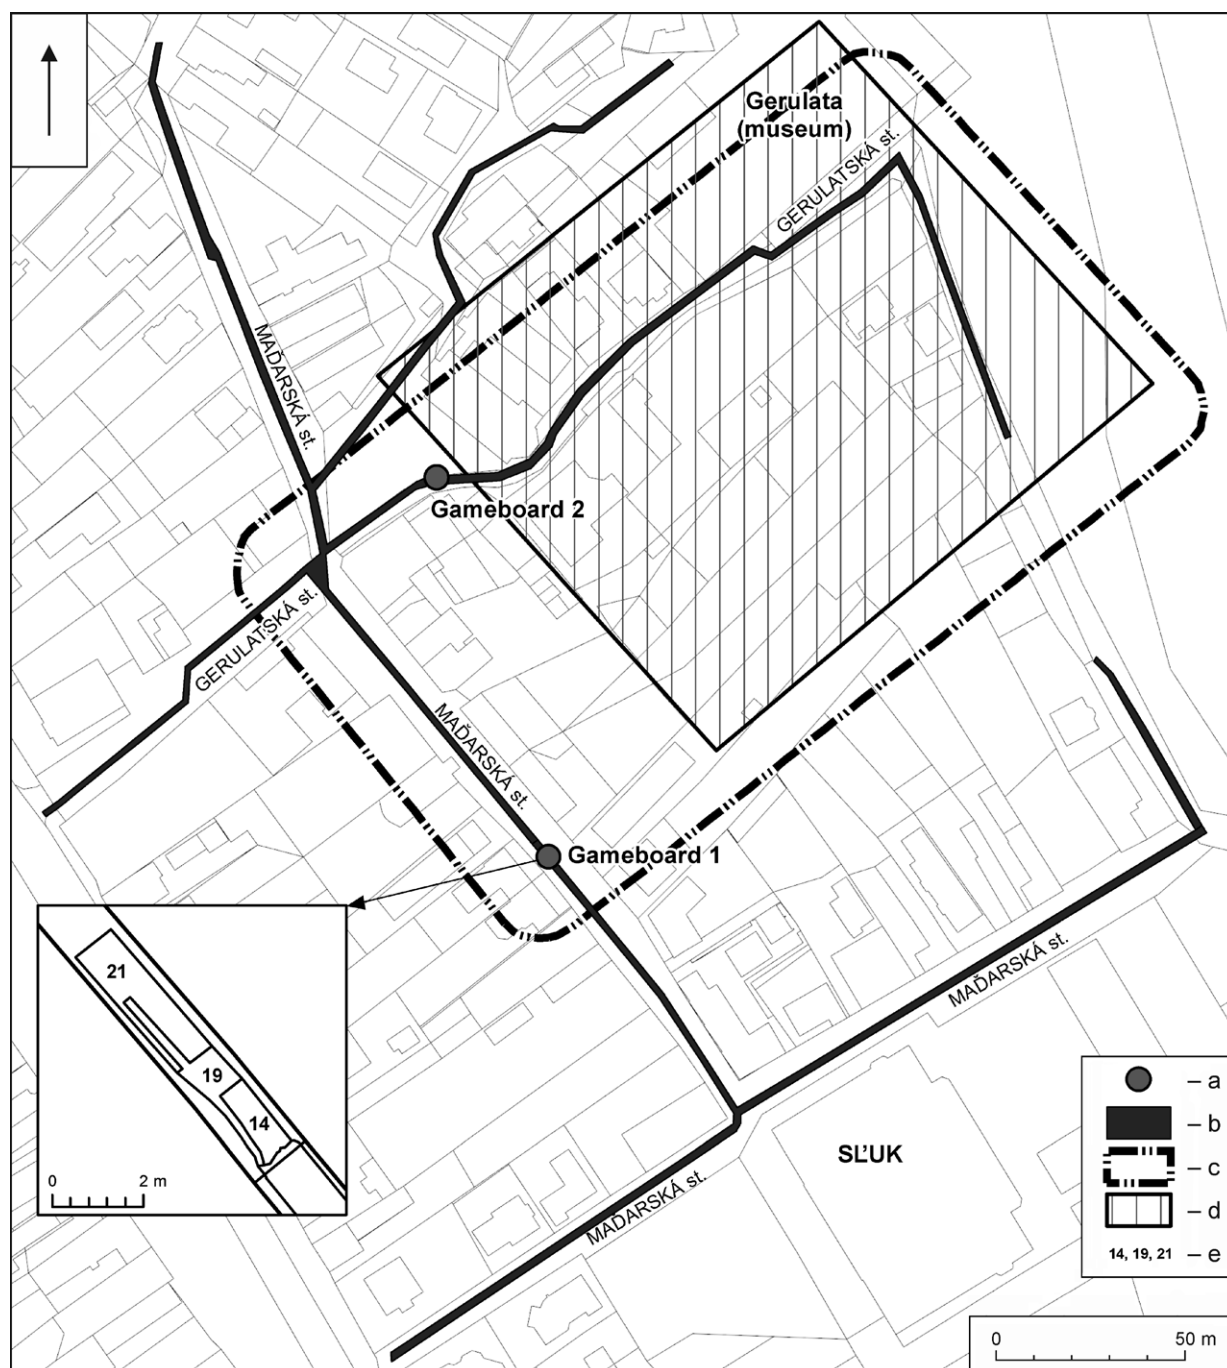 Gerulata
(museum)
GERULATSKÁ st.
MAĎARSKÁ st.
Gameboard 2
GERULATSKÁ st.
MAĎARSKÁ st.
Gameboard 1
MAĎARSKÁ st.
21
19
14
0 2 m
SĽUK
MAĎARSKÁ st.
– a
– b
– c
– d
14, 19, 21 – e
0 50 m